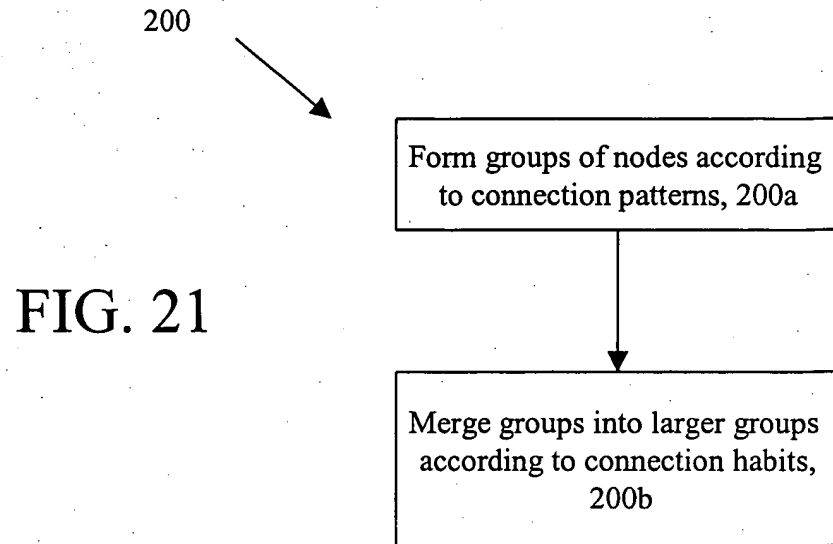 200
Form groups of nodes according
to connection patterns, 200a
FIG. 21
Merge groups into larger groups
according to connection habits,
200b